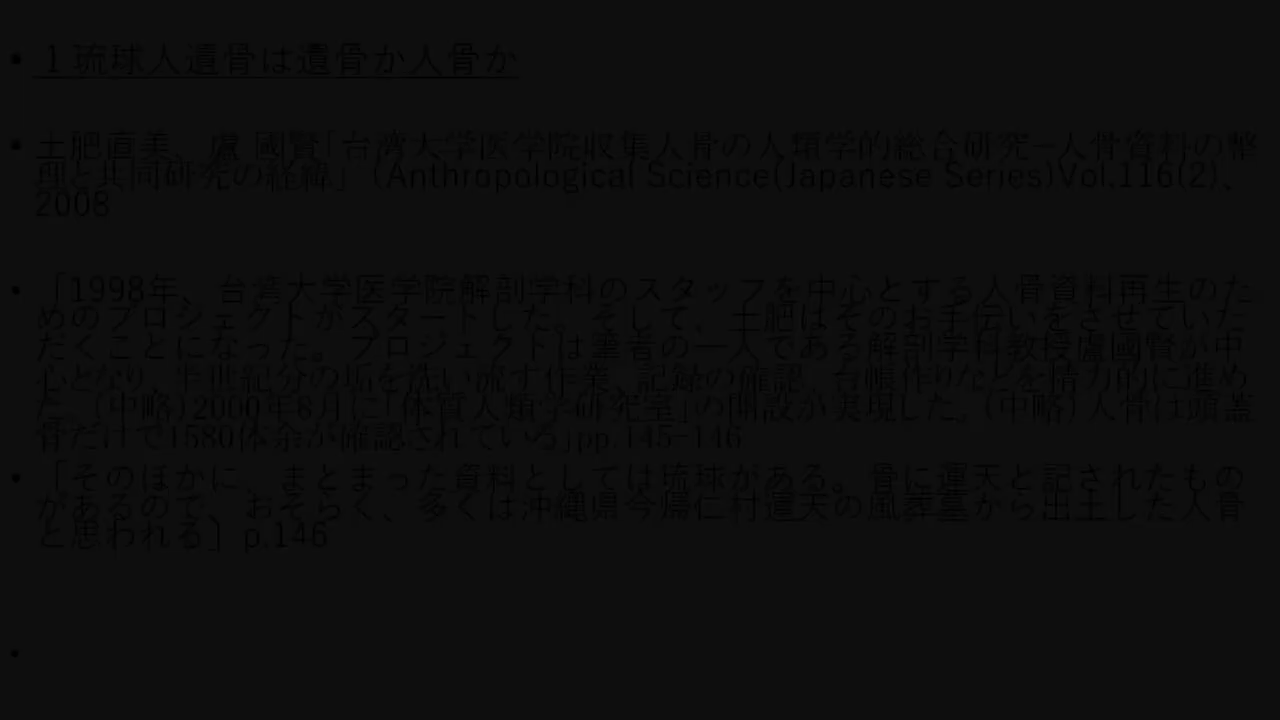 • １琉球人遺骨は遺骨か人骨か
• 土肥直美、盧 國賢「台湾大学医学院収集人骨の人類学的総合研究—人骨資料の整
理と共同研究の経緯」（Anthropological Science(Japanese Series)Vol.116(2)、
2008
• 「1998年、台湾大学医学院解剖学科のスタッフを中心とする人骨資料再生のた
めのプロジェクトがスタートした。そして、土肥はそのお手伝いをさせていた
だくことになった。プロジェクトは筆者の一人である解剖学科教授盧國賢が中
心となり、半世紀分の垢を洗い流す作業、記録の確認、台帳作りなどを精力的に進め
た。(中略)2000年8月に「体質人類学研究室」の開設が実現した。(中略) 人骨は頭蓋
骨だけで1580体余が確認されている」pp.145-146
• 「そのほかに、まとまった資料としては琉球がある。骨に運天と記されたもの
があるので、おそらく、多くは沖縄県今帰仁村運天の風葬墓から出土した人骨
と思われる」p.146
•